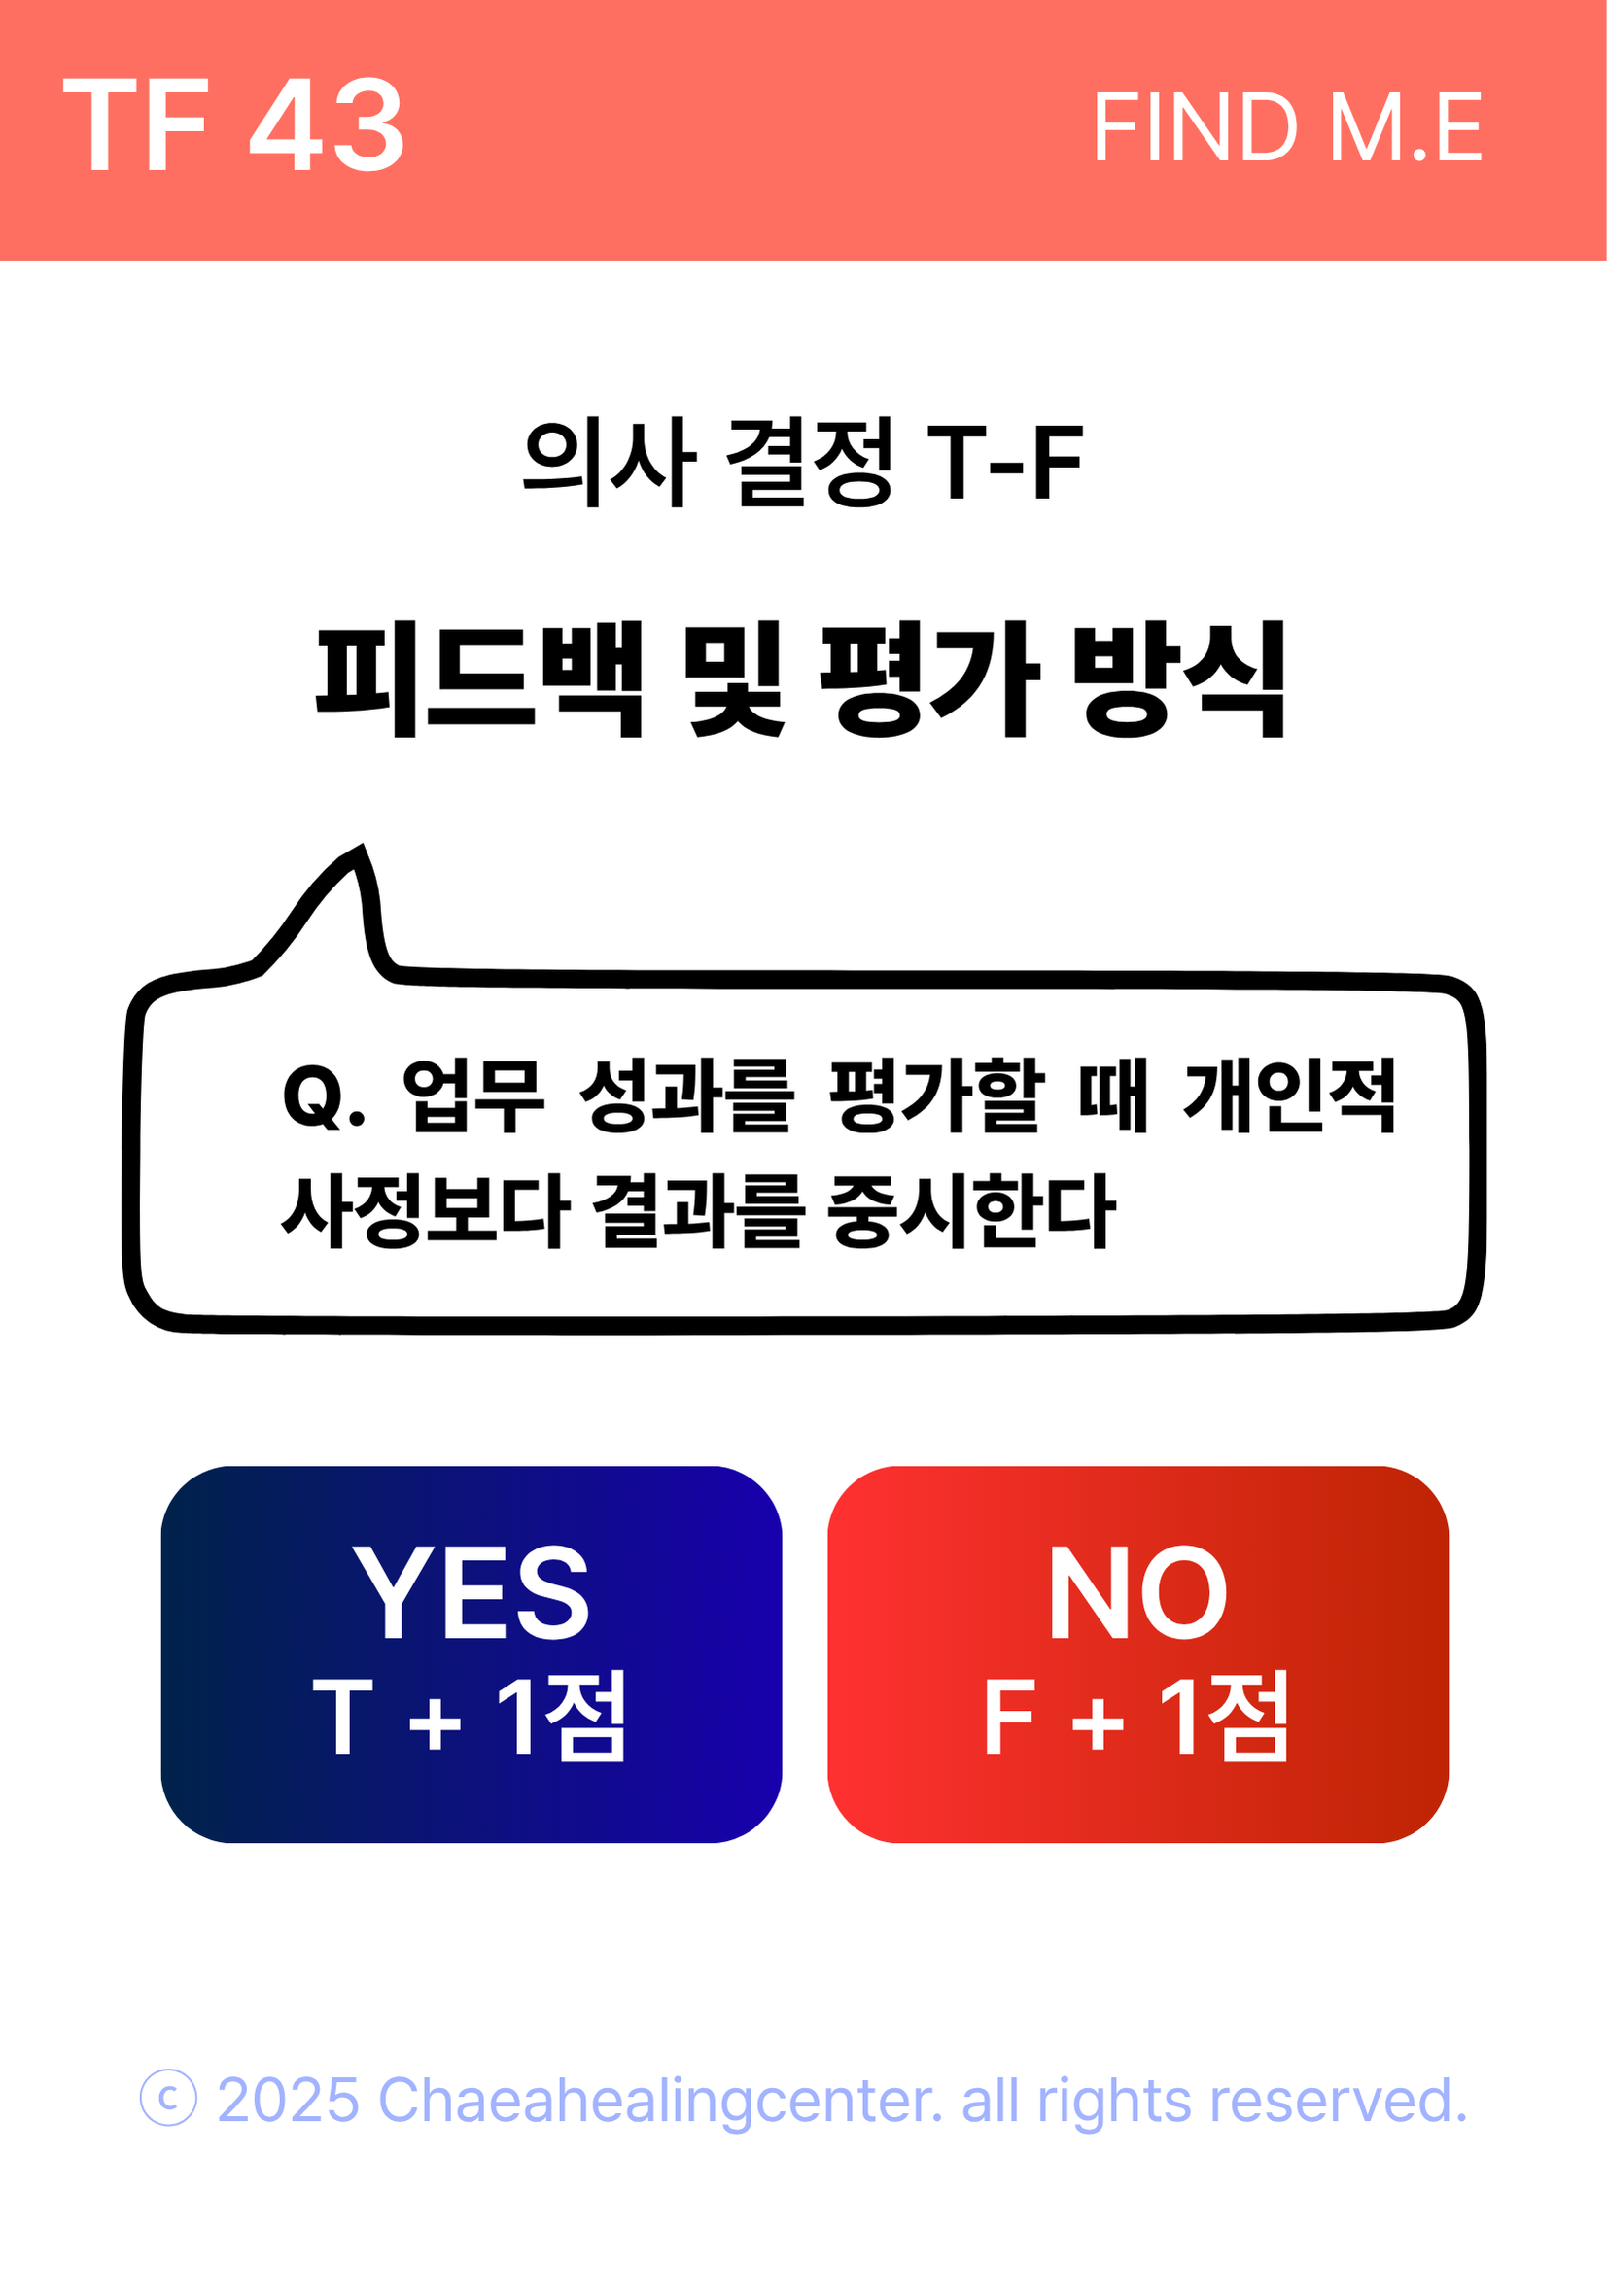 TF 43
FIND M.E
의사 결정 T-F
피드백 및 평가 방식
Q. 업무 성과를 평가할 때 개인적
사정보다 결과를 중시한다
YES
T + 1점
NO
F + 1점
ⓒ 2025 Chaeahealingcenter. all rights reserved.